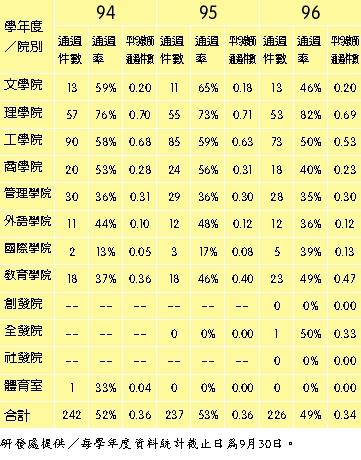 學年度／院別 94 95 96
通過件數 通過率 平均每師通過件數 通過件數 通過率 平均每師通過件數 通過件數 通過率 平均每師通過件數
文學院 13 59% 0.20 11 65% 0.18 13 46% 0.20
理學院 57 76% 0.70 55 73% 0.71 53 82% 0.69
工學院 90 58% 0.68 85 59% 0.63 73 50% 0.53
商學院 20 53% 0.28 24 56% 0.31 18 40% 0.23
管理學院 30 36% 0.31 29 36% 0.30 28 35% 0.30
外語學院 11 44% 0.10 12 48% 0.12 12 36% 0.12
國際學院 2 13% 0.05 3 17% 0.08 5 39% 0.13
教育學院 18 37% 0.36 18 46% 0.40 23 49% 0.47
創發院 -- -- -- -- -- -- 0 0% 0.00
全發院 -- -- -- 0 0% 0.00 1 50% 0.33
社發院 -- -- -- -- -- -- 0 0% 0.00
體育室 1 33% 0.04 0 0% 0.00 0 0% 0.00
合計 242 52% 0.36 237 53% 0.36 226 49% 0.34
研發處提供／每學年度資料統計截止日為9月30日。